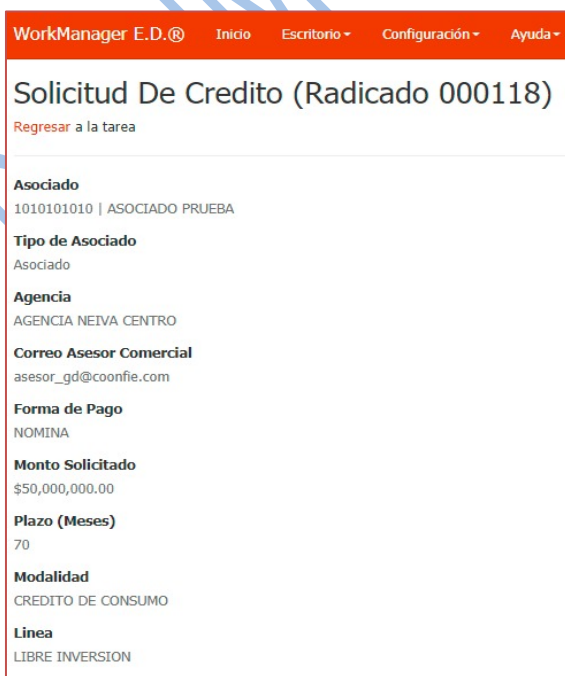 WorkManager E.D.® Inicio Escritorio Configuración Ayuda
Solicitud De Credito (Radicado 000118)
Regresar a la tarea
Asociado
1010101010 | ASOCIADO PRUEBA
Tipo de Asociado
Asociado
Agencia
AGENCIA NEIVA CENTRO
Correo Asesor Comercial
asesor_gd@coonfie.com
Forma de Pago
NOMINA
Monto Solicitado
$50,000,000.00
Plazo (Meses)
70
Modalidad
CREDITO DE CONSUMO
Linea
LIBRE INVERSION